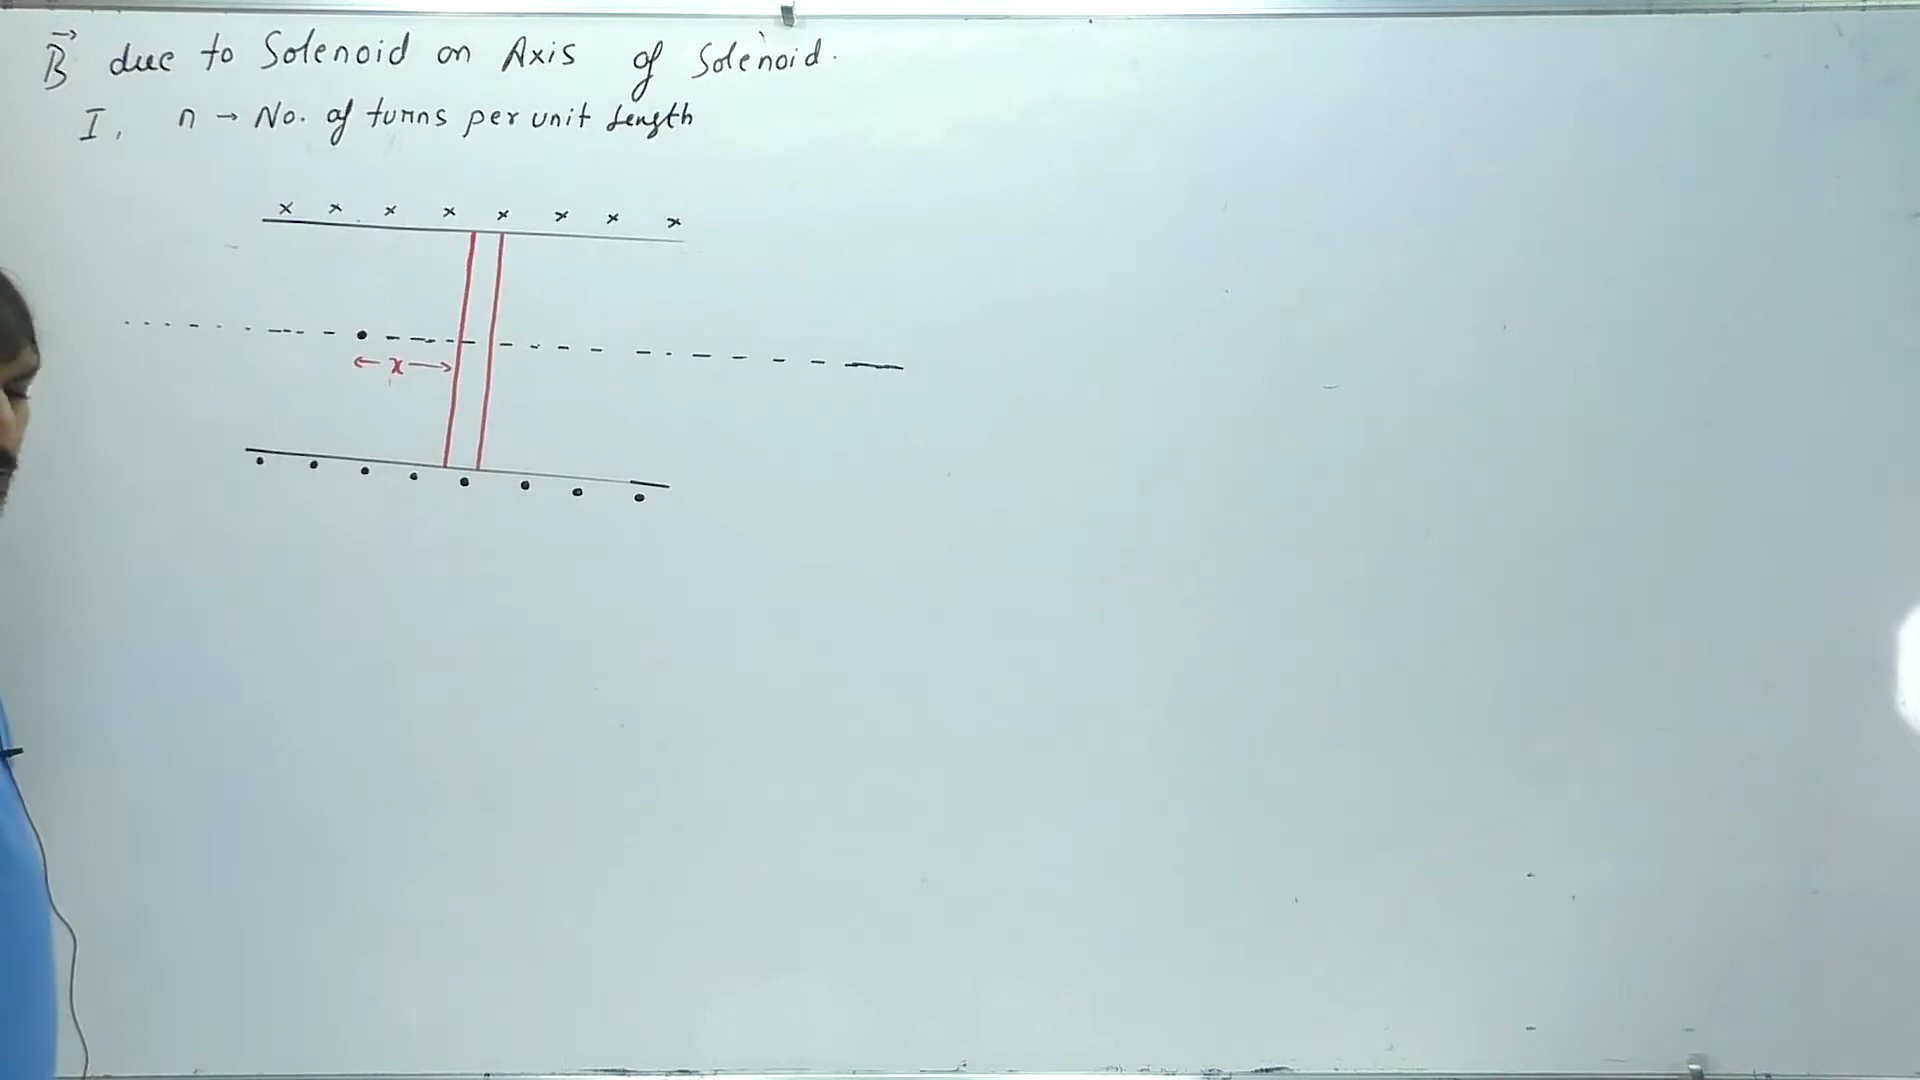 B⃗ due to Solenoid on Axis of Solenoid.
I, n → No. of turns per unit Length
x x x x x x x x
← x →